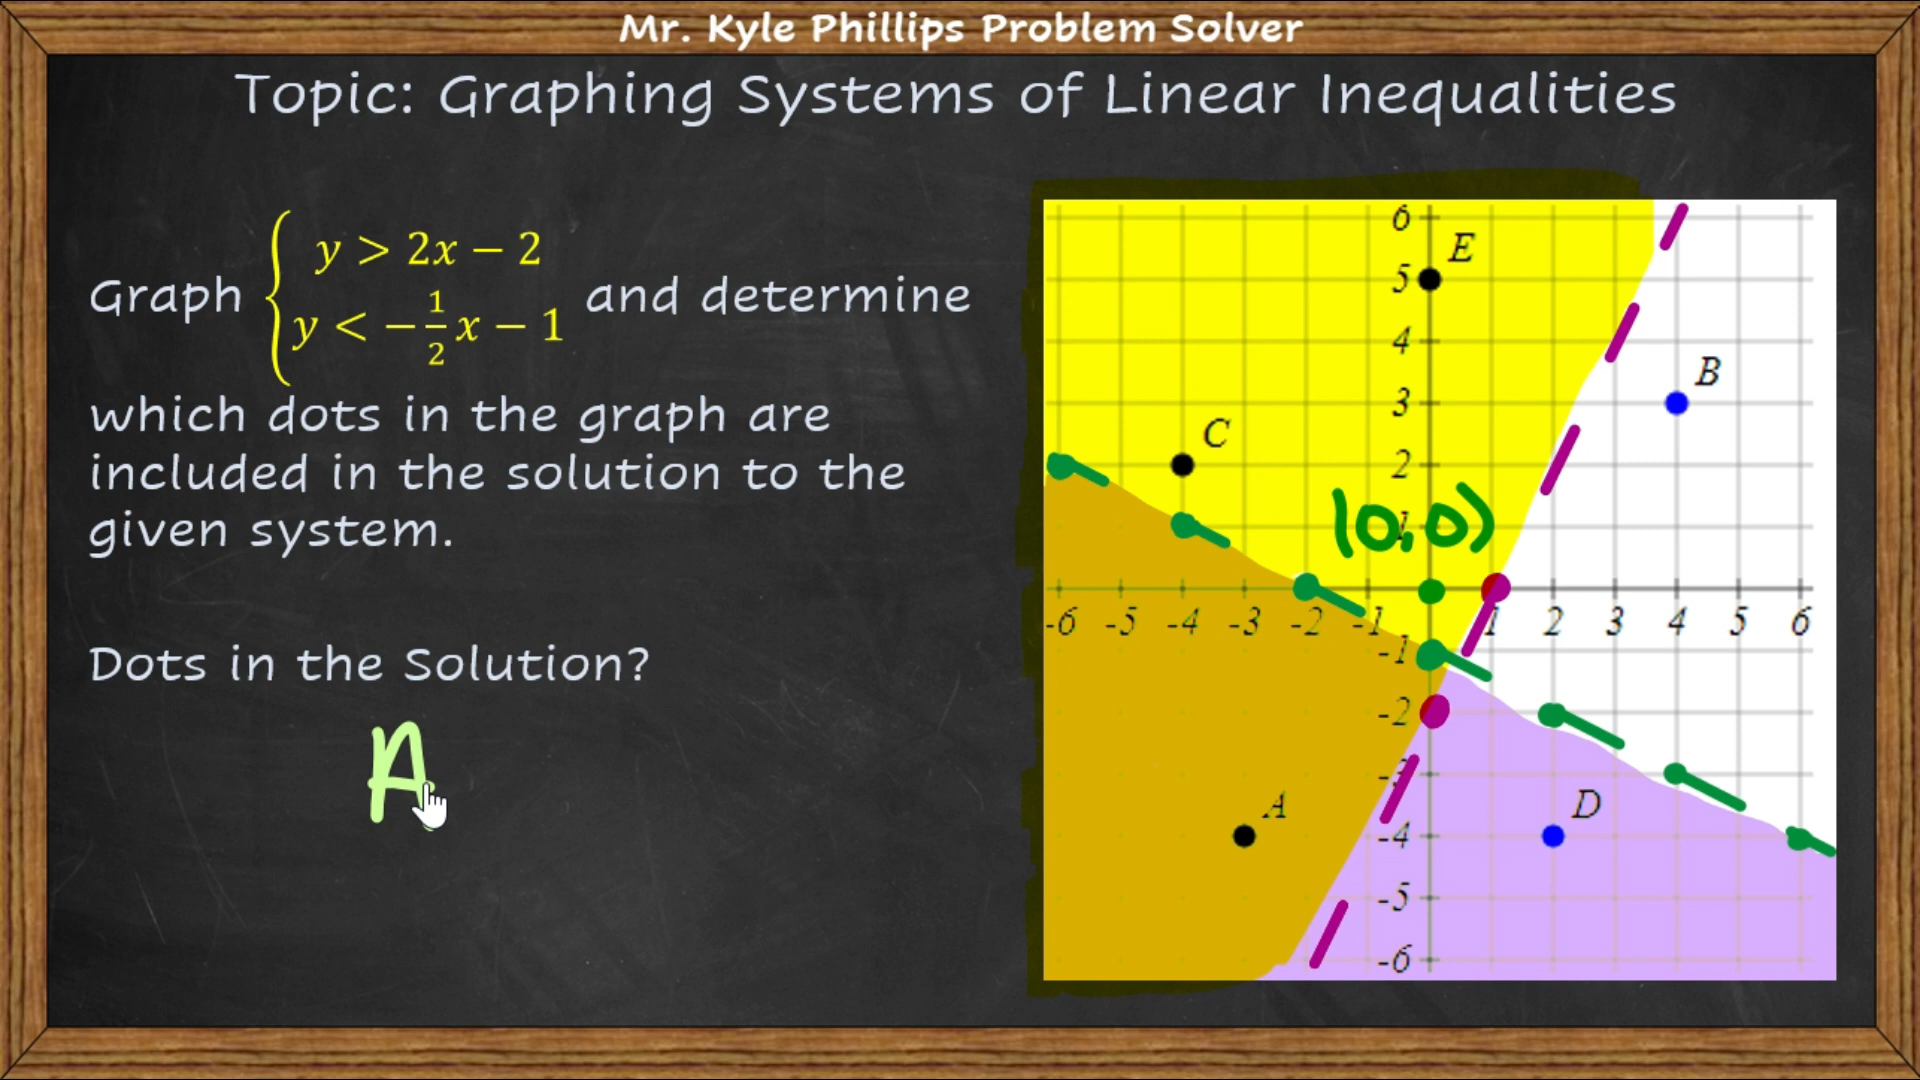 Mr. Kyle Phillips Problem Solver
Topic: Graphing Systems of Linear Inequalities
Graph { y > 2x − 2
y < −1/2 x − 1 and determine
which dots in the graph are
included in the solution to the
given system.
Dots in the Solution?
A
6
E
5
4
B
3
C
2
1
(0,0)
-6 -5 -4 -3 -2 -1 1 2 3 4 5 6
-1
-2
-3
A
D
-4
-5
-6